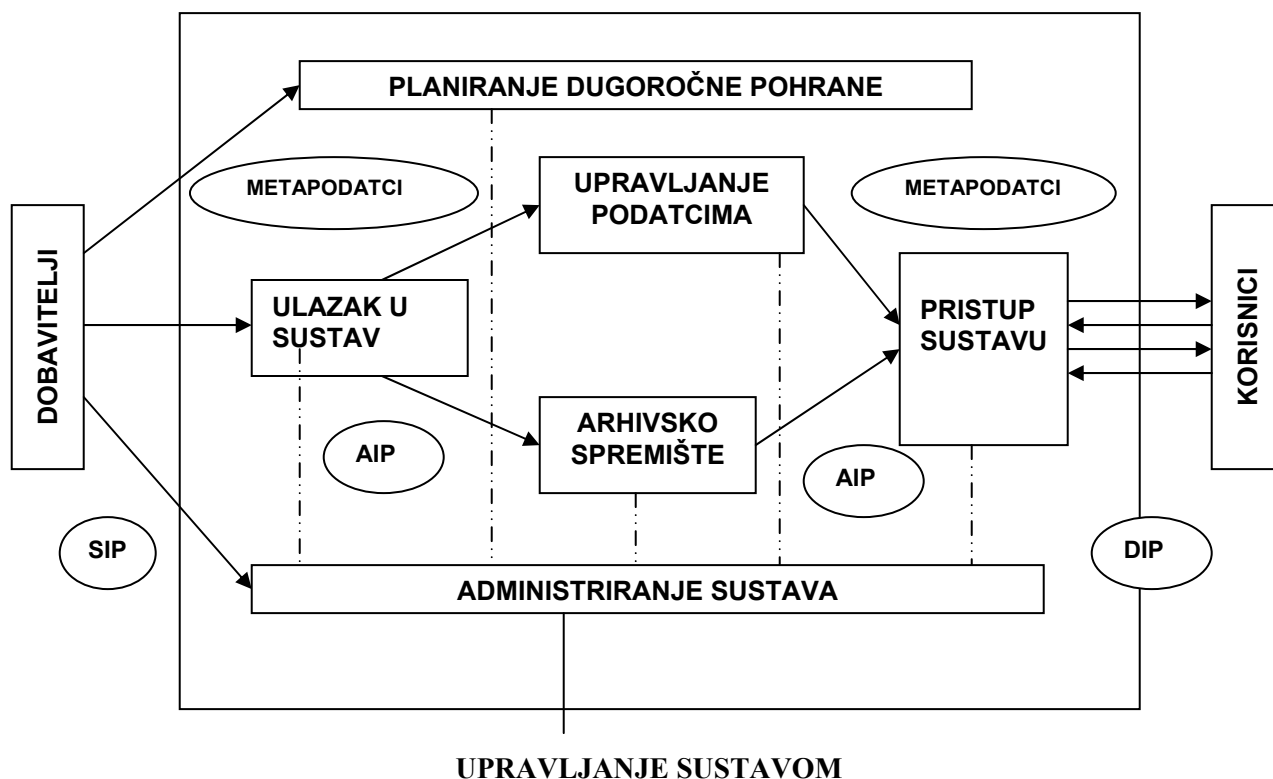 PLANIRANJE DUGOROČNE POHRANE
METAPODATCI
UPRAVLJANJE
PODATCIMA
METAPODATCI
DOBAVITELJI
ULAZAK U
SUSTAV
PRISTUP
SUSTAVU
KORISNICI
ARHIVSKO
SPREMIŠTE
AIP
AIP
SIP
DIP
ADMINISTRIRANJE SUSTAVA
UPRAVLJANJE SUSTAVOM